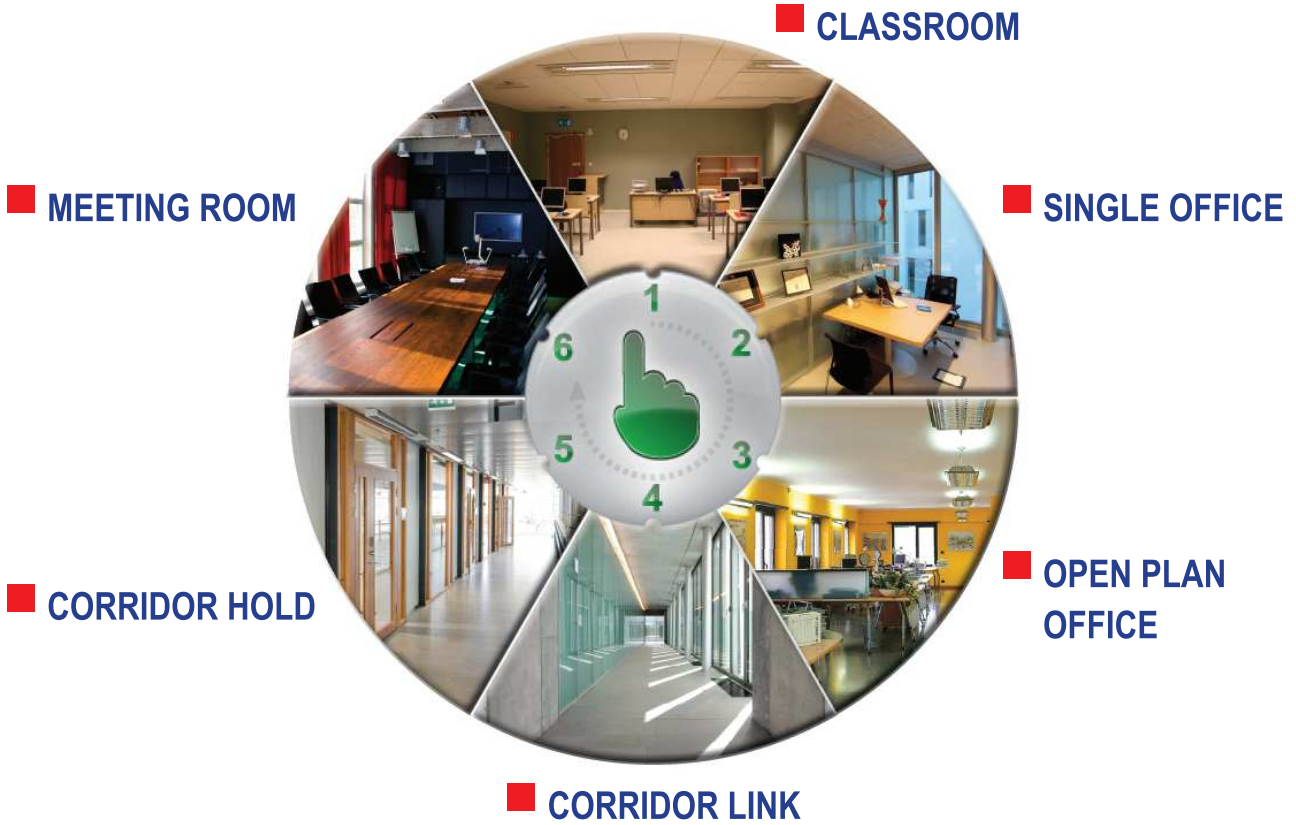 CLASSROOM
MEETING ROOM
SINGLE OFFICE
1
6
2
5
3
4
OPEN PLAN
OFFICE
CORRIDOR HOLD
CORRIDOR LINK